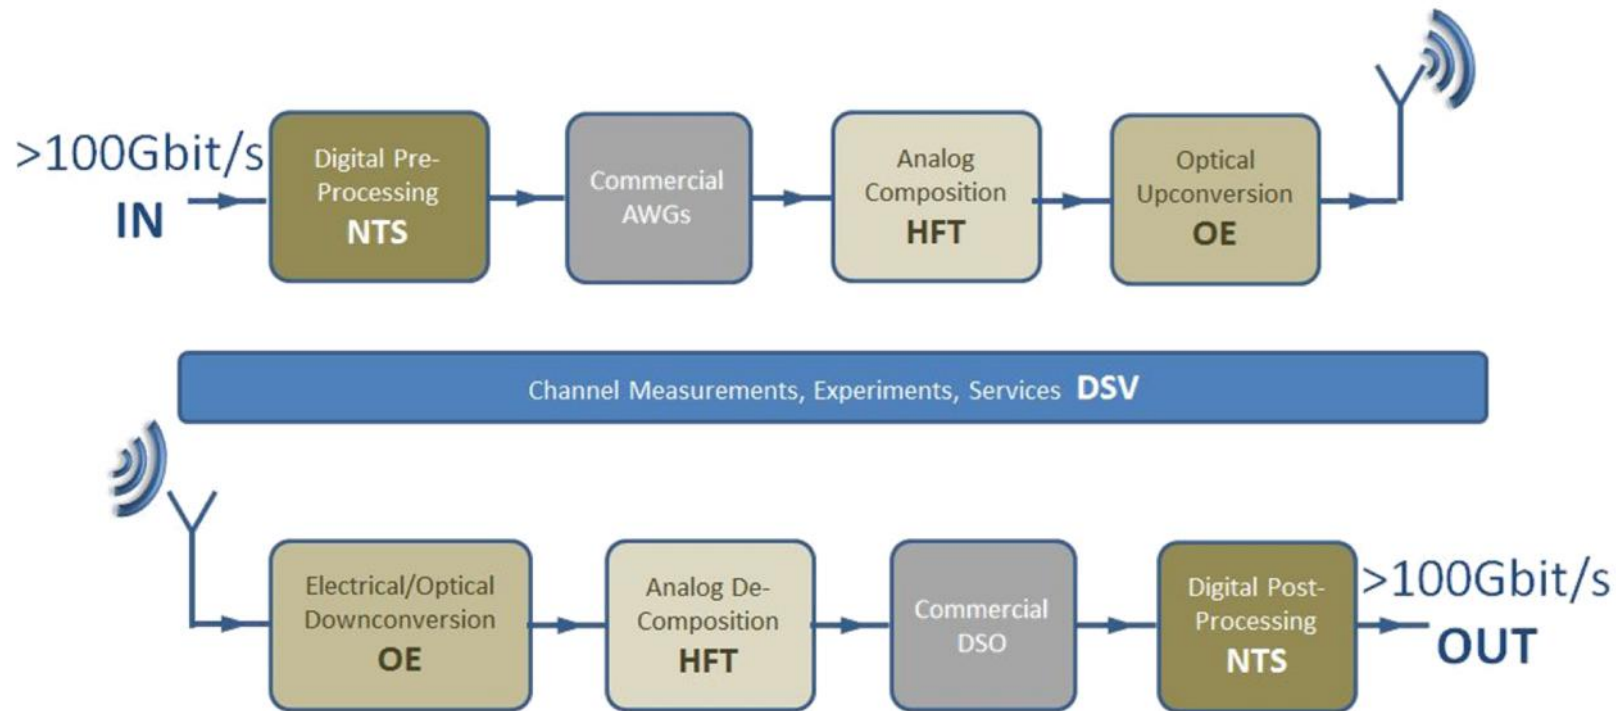 >100Gbit/s
IN
Digital Pre-
Processing
NTS
Commercial
AWGs
Analog
Composition
HFT
Optical
Upconversion
OE
Channel Measurements, Experiments, Services DSV
Electrical/Optical
Downconversion
OE
Analog De-
Composition
HFT
Commercial
DSO
Digital Post-
Processing
NTS
>100Gbit/s
OUT